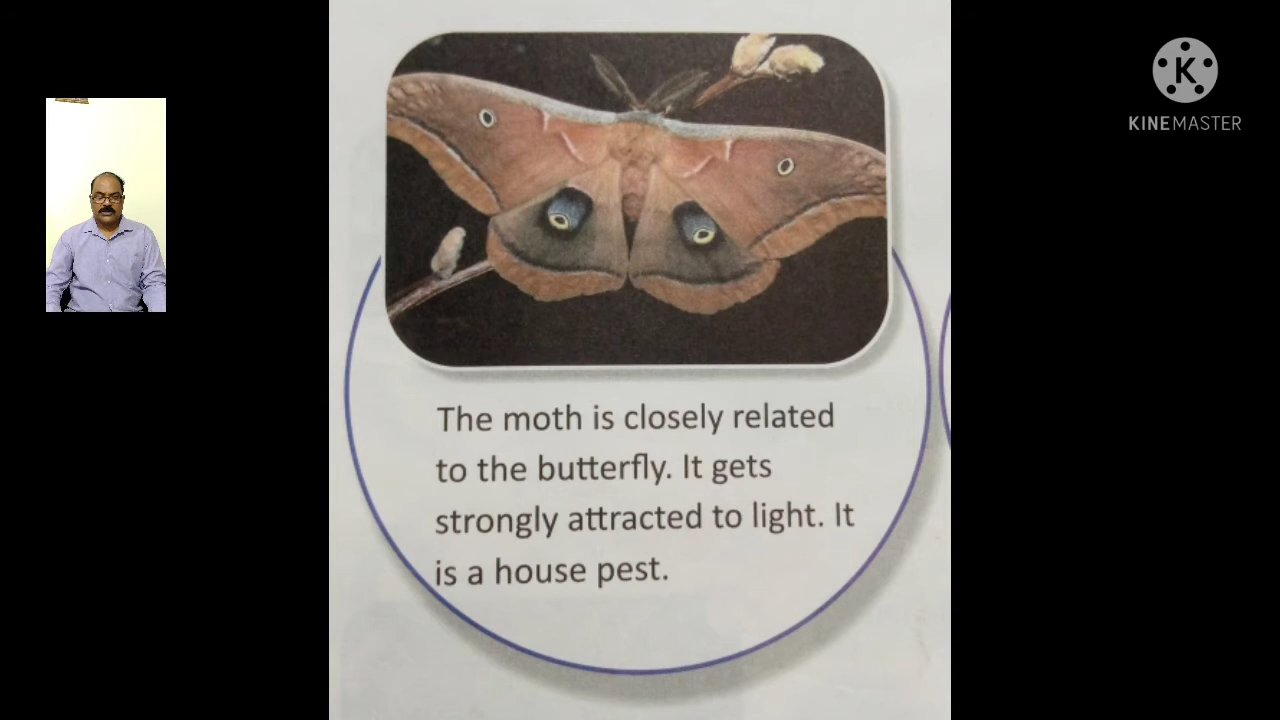 KINEMASTER
The moth is closely related
to the butterfly. It gets
strongly attracted to light. It
is a house pest.